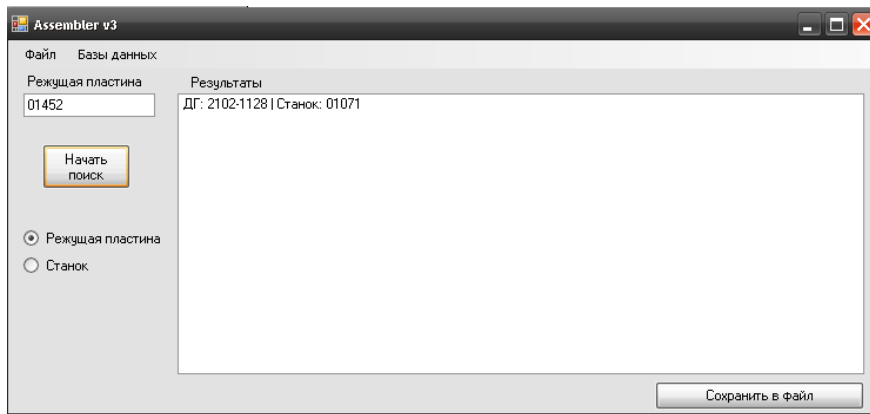 Assembler v3
Файл Базы данных
Режущая пластина
Результаты
01452
ДГ: 2102-1128 | Станок: 01071
Начать
поиск
Режущая пластина
Станок
Сохранить в файл